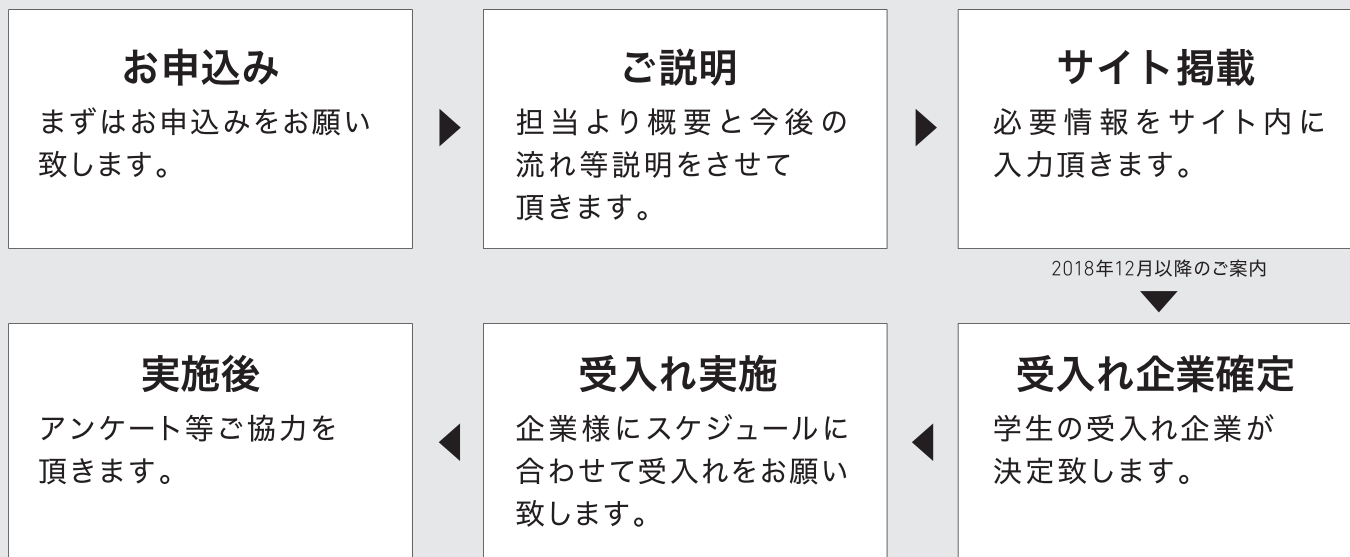 お申込み
まずはお申込みをお願い
致します。
ご説明
担当より概要と今後の
流れ等説明をさせて
頂きます。
サイト掲載
必要情報をサイト内に
入力頂きます。
2018年12月以降のご案内
受入れ企業確定
学生の受入れ企業が
決定致します。
受入れ実施
企業様にスケジュールに
合わせて受入れをお願い
致します。
実施後
アンケート等ご協力を
頂きます。